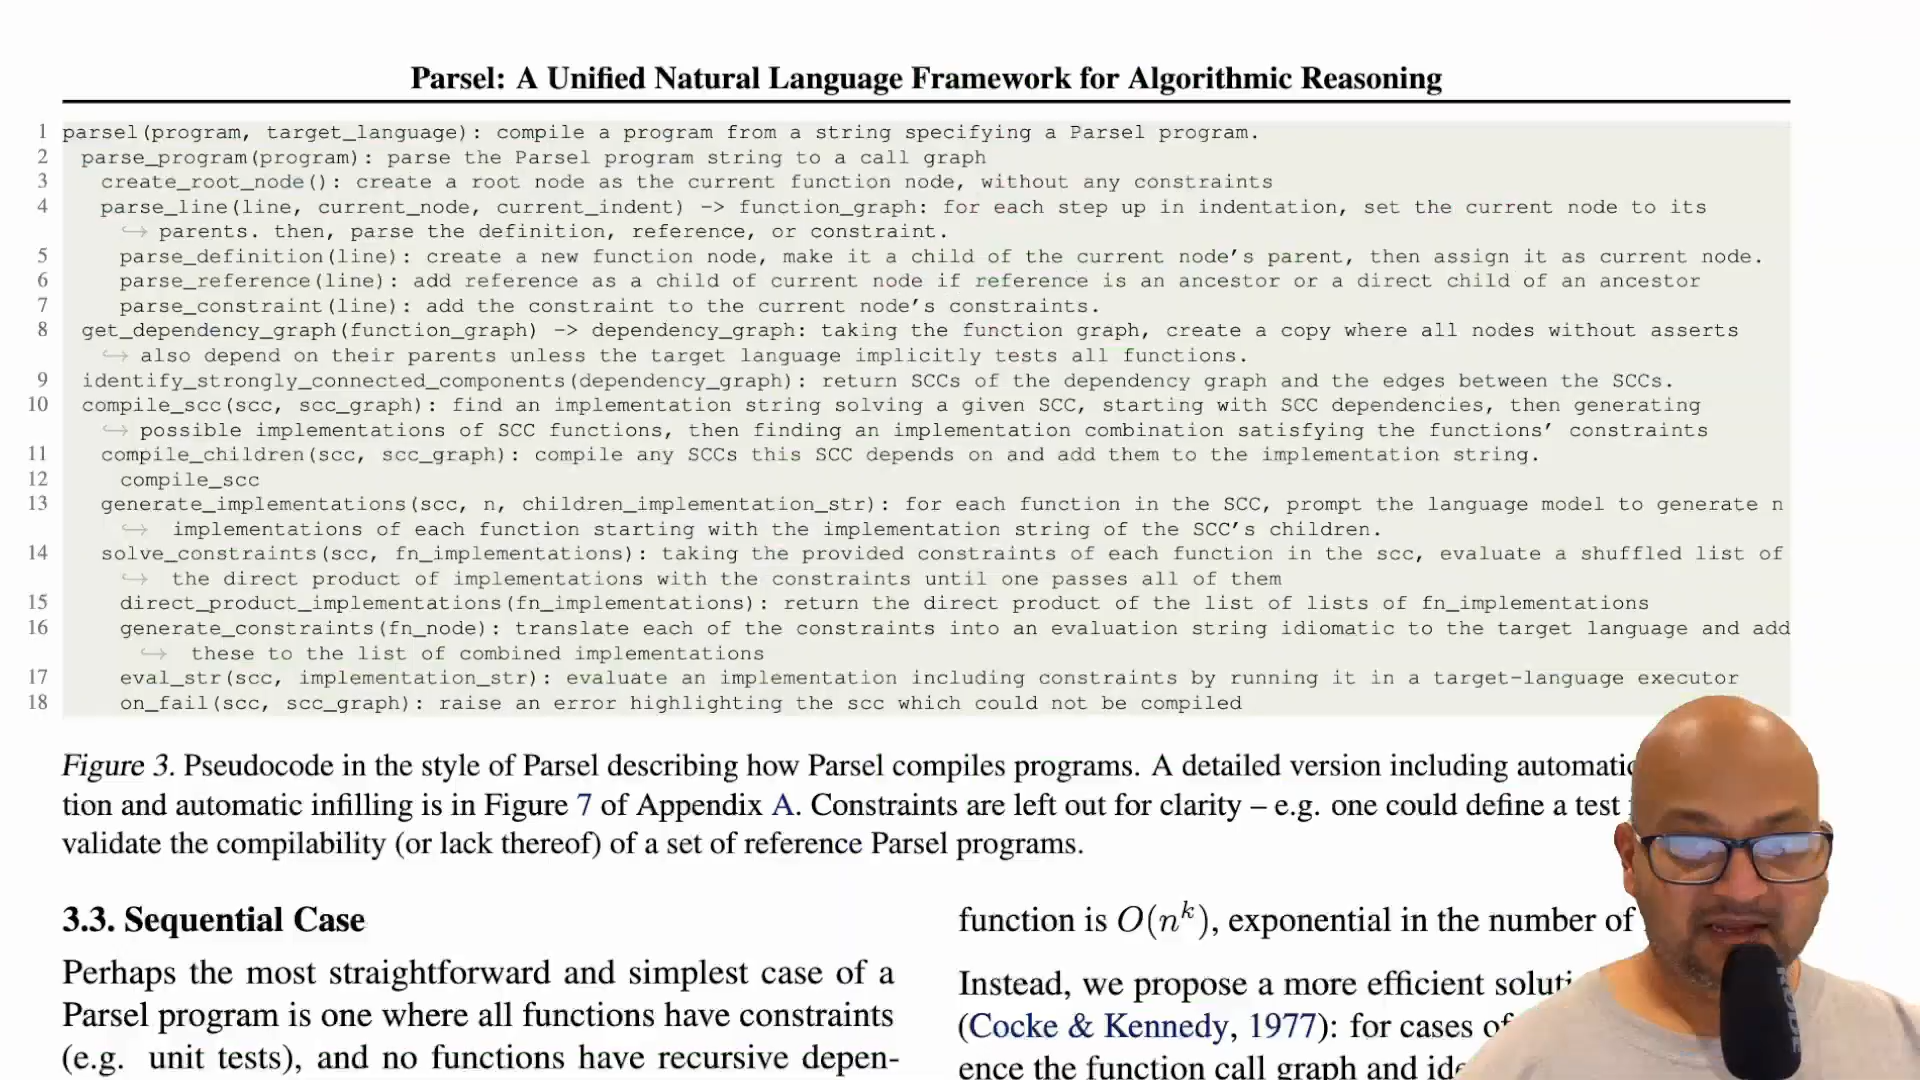 Parsel: A Unified Natural Language Framework for Algorithmic Reasoning
1 parsel(program, target_language): compile a program from a string specifying a Parsel program.
2 parse_program(program): parse the Parsel program string to a call graph
3 create_root_node(): create a root node as the current function node, without any constraints
4 parse_line(line, current_node, current_indent) -> function_graph: for each step up in indentation, set the current node to its
↪ parents. then, parse the definition, reference, or constraint.
5 parse_definition(line): create a new function node, make it a child of the current node's parent, then assign it as current node.
6 parse_reference(line): add reference as a child of current node if reference is an ancestor or a direct child of an ancestor
7 parse_constraint(line): add the constraint to the current node's constraints.
8 get_dependency_graph(function_graph) -> dependency_graph: taking the function graph, create a copy where all nodes without asserts
↪ also depend on their parents unless the target language implicitly tests all functions.
9 identify_strongly_connected_components(dependency_graph): return SCCs of the dependency graph and the edges between the SCCs.
10 compile_scc(scc, scc_graph): find an implementation string solving a given SCC, starting with SCC dependencies, then generating
↪ possible implementations of SCC functions, then finding an implementation combination satisfying the functions' constraints
11 compile_children(scc, scc_graph): compile any SCCs this SCC depends on and add them to the implementation string.
12 compile_scc
13 generate_implementations(scc, n, children_implementation_str): for each function in the SCC, prompt the language model to generate n
↪ implementations of each function starting with the implementation string of the SCC's children.
14 solve_constraints(scc, fn_implementations): taking the provided constraints of each function in the scc, evaluate a shuffled list of
↪ the direct product of implementations with the constraints until one passes all of them
15 direct_product_implementations(fn_implementations): return the direct product of the list of lists of fn_implementations
16 generate_constraints(fn_node): translate each of the constraints into an evaluation string idiomatic to the target language and add
↪ these to the list of combined implementations
17 eval_str(scc, implementation_str): evaluate an implementation including constraints by running it in a target-language executor
18 on_fail(scc, scc_graph): raise an error highlighting the scc which could not be compiled
Figure 3. Pseudocode in the style of Parsel describing how Parsel compiles programs. A detailed version including automatic
tion and automatic infilling is in Figure 7 of Appendix A. Constraints are left out for clarity – e.g. one could define a test
validate the compilability (or lack thereof) of a set of reference Parsel programs.
3.3. Sequential Case
Perhaps the most straightforward and simplest case of a
Parsel program is one where all functions have constraints
(e.g. unit tests), and no functions have recursive depen-
function is O(n^k), exponential in the number of
Instead, we propose a more efficient
(Cocke & Kennedy, 1977): for cases
ence the function call graph and
RODE